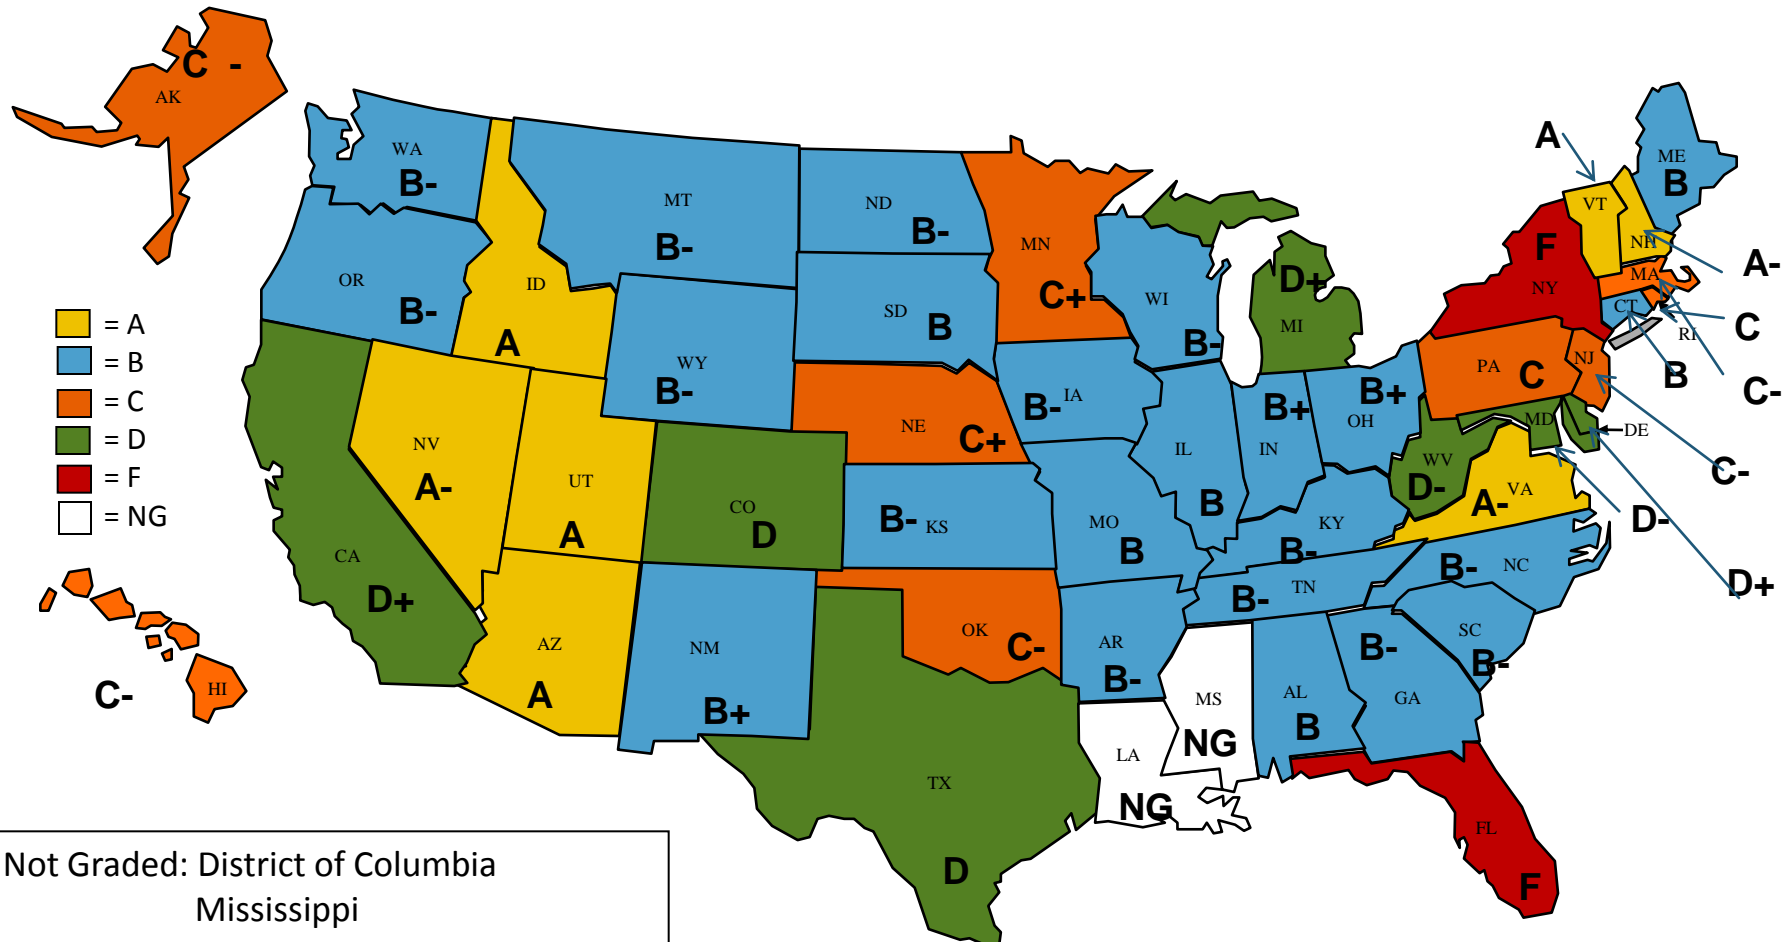 C -
AK
A
WA
B-
ME
B
MT
B-
ND
B-
MN
C+
VT
NH
A-
F
NY
D+
MI
OR
B-
ID
A
SD
B
WI
B-
MA
CT
RI
C
B
C-
= A
= B
= C
= D
= F
= NG
WY
B-
NE
C+
B-
IA
B+
IN
B+
OH
PA
C
NJ
C-
MD
DE
D-
D+
NV
A-
UT
A
CO
D
B-
KS
MO
B
IL
B
WV
D-
VA
A-
KY
B-
CA
D+
AZ
A
NM
B+
OK
C-
AR
B-
TN
B-
B-
NC
SC
B-
C-
HI
TX
D
LA
NG
MS
NG
AL
B
B-
GA
FL
F
Not Graded: District of Columbia
Mississippi